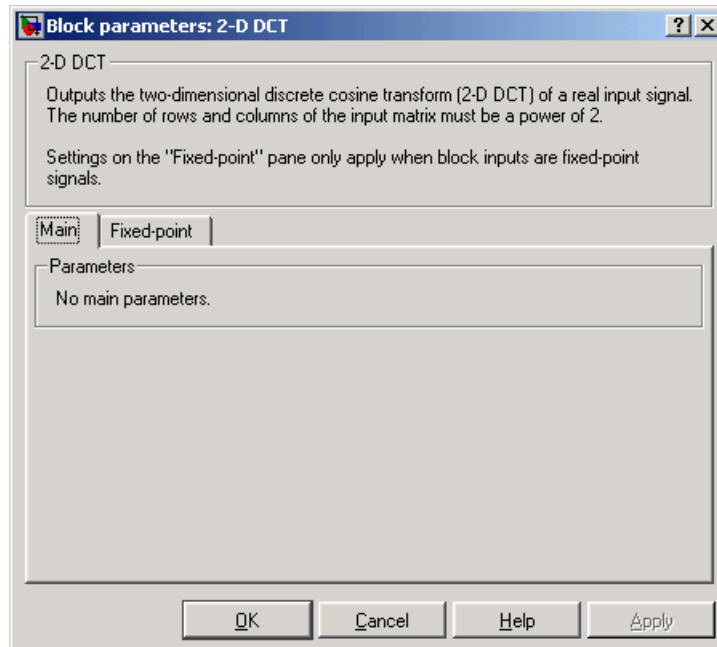 Block parameters: 2-D DCT
2-D DCT
Outputs the two-dimensional discrete cosine transform (2-D DCT) of a real input signal.
The number of rows and columns of the input matrix must be a power of 2.
Settings on the "Fixed-point" pane only apply when block inputs are fixed-point
signals.
Main Fixed-point
Parameters
No main parameters.
OK Cancel Help Apply